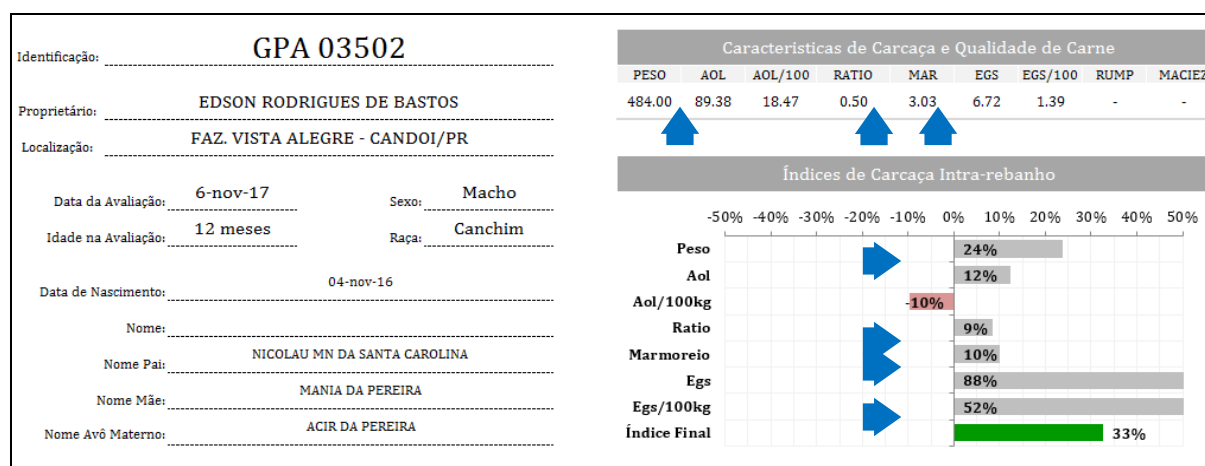 Identificação: GPA 03502
Proprietário: EDSON RODRIGUES DE BASTOS
Localização: FAZ. VISTA ALEGRE - CANDOI/PR
Data da Avaliação: 6-nov-17 Sexo: Macho
Idade na Avaliação: 12 meses Raça: Canchim
Data de Nascimento: 04-nov-16
Nome:
Nome Pai: NICOLAU MN DA SANTA CAROLINA
Nome Mãe: MANIA DA PEREIRA
Nome Avô Materno: ACIR DA PEREIRA
Caracteristicas de Carcaça e Qualidade de Carne
PESO AOL AOL/100 RATIO MAR EGS EGS/100 RUMP MACIEZ
484.00 89.38 18.47 0.50 3.03 6.72 1.39 - -
Índices de Carcaça Intra-rebanho
-50% -40% -30% -20% -10% 0% 10% 20% 30% 40% 50%
Peso 24%
Aol 12%
Aol/100kg -10%
Ratio 9%
Marmoreio 10%
Egs 88%
Egs/100kg 52%
Índice Final 33%